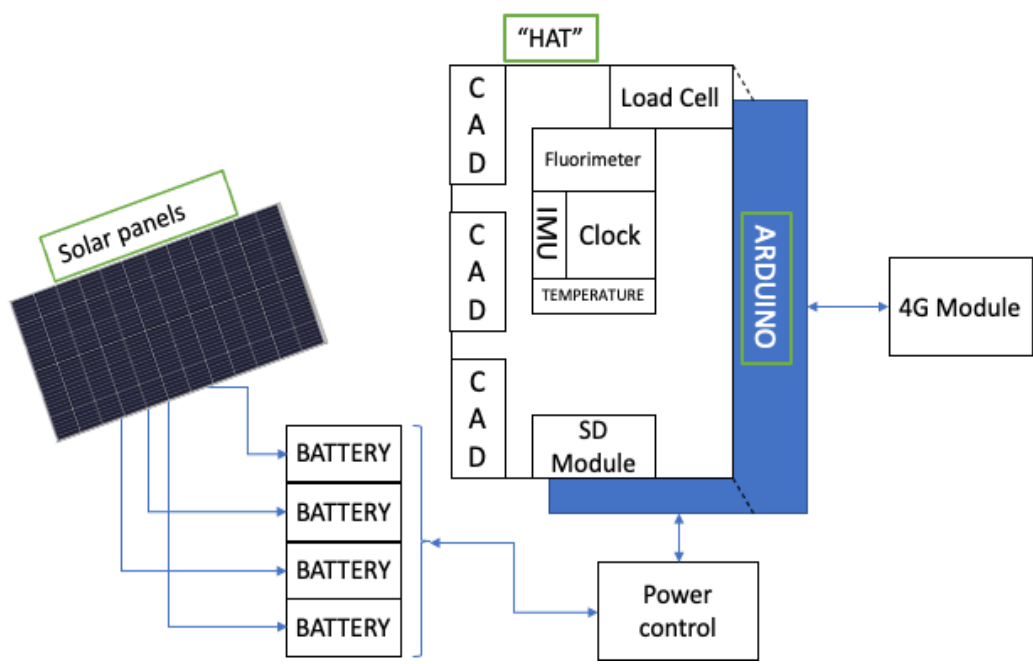 “HAT”
C
A
D
Load Cell
Fluorimeter
IMU
Clock
TEMPERATURE
C
A
D
C
A
D
SD
Module
ARDUINO
4G Module
Solar panels
BATTERY
BATTERY
BATTERY
BATTERY
Power
control